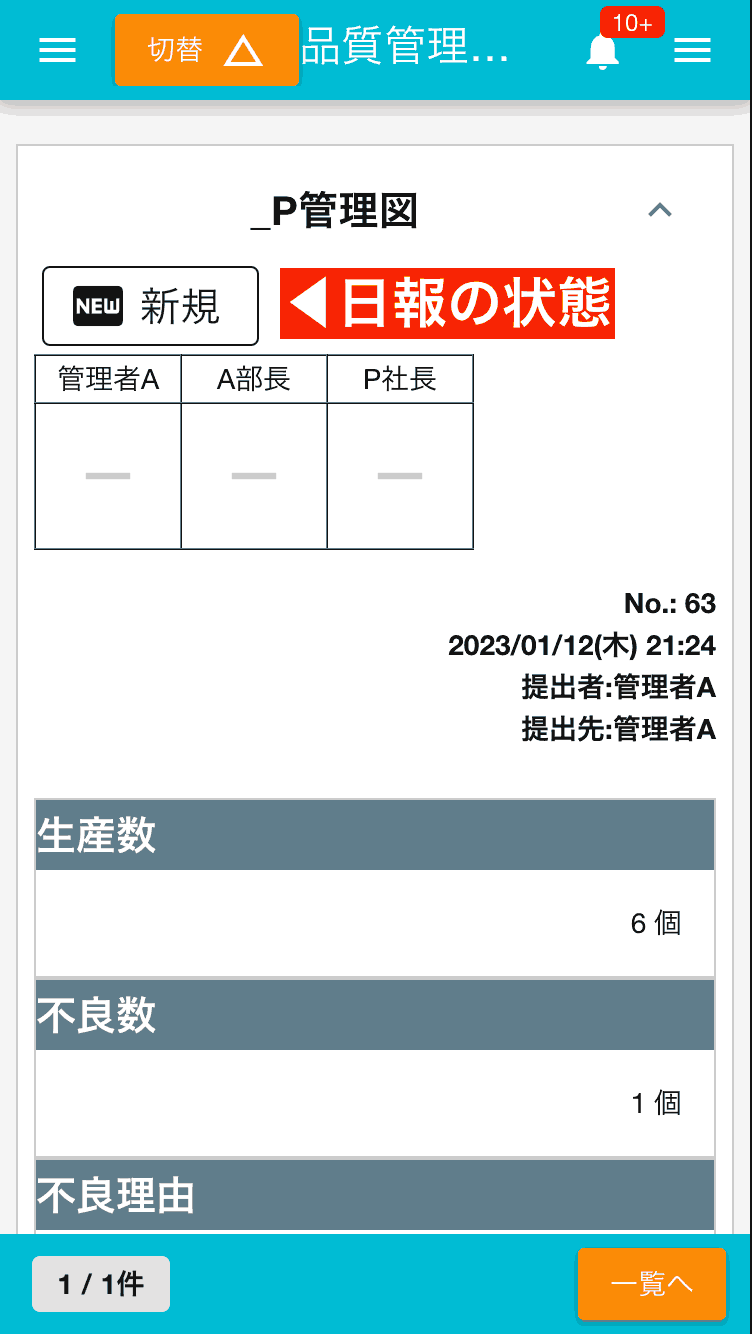 切替 △ 品質管理… 10+
_P管理図
NEW 新規 ◀日報の状態
管理者A A部長 P社長
— — —
No.: 63
2023/01/12(木) 21:24
提出者:管理者A
提出先:管理者A
生産数
6 個
不良数
1 個
不良理由
1 / 1件 一覧へ